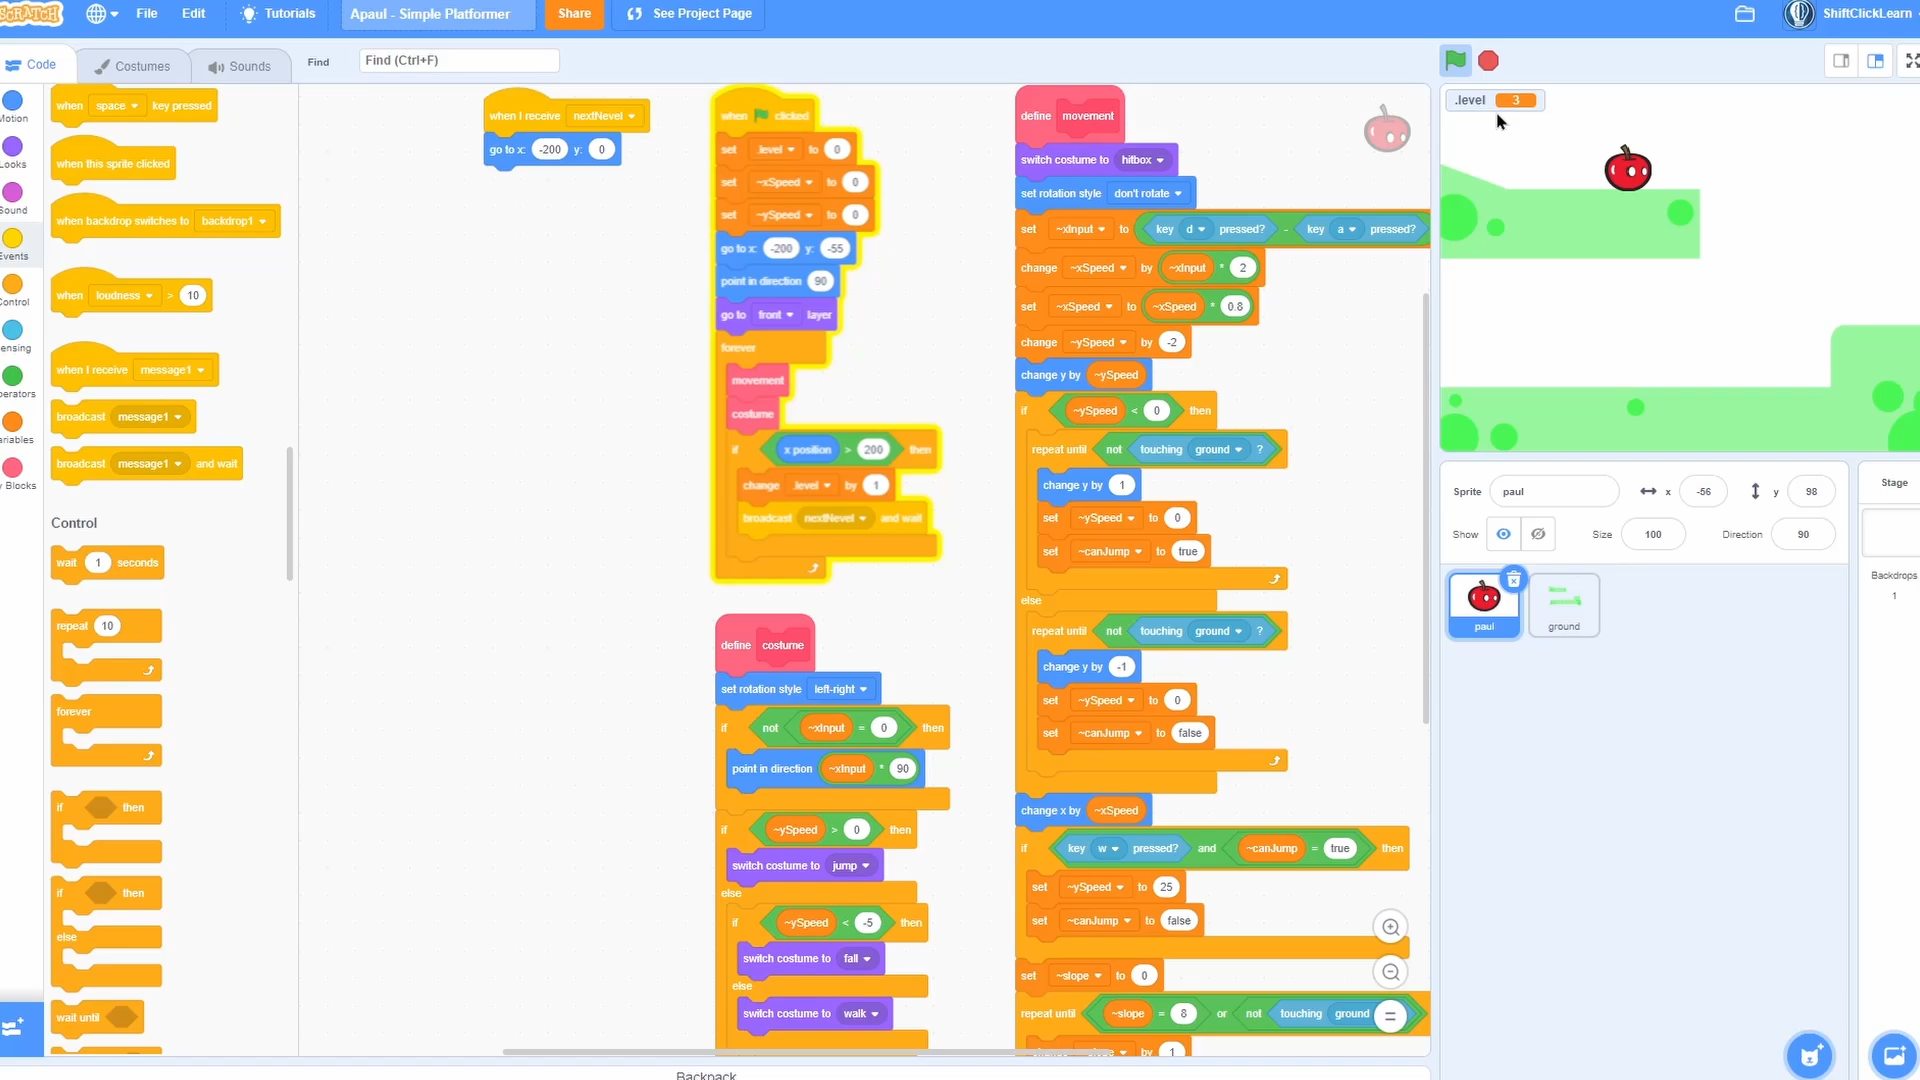 SCRATCH File Edit Tutorials Apaul - Simple Platformer Share See Project Page ShiftClickLearn
Code Costumes Sounds Find Find (Ctrl+F)
Motion
Looks
Sound
Events
Control
Sensing
Operators
Variables
My Blocks
when space key pressed
when this sprite clicked
when backdrop switches to backdrop1
when loudness > 10
when I receive message1
broadcast message1
broadcast message1 and wait
Control
wait 1 seconds
repeat 10
forever
if then
if then
else
wait until
when I receive nextNevel
go to x: -200 y: 0
when clicked
set .level to 0
set ~xSpeed to 0
set ~ySpeed to 0
go to x: -200 y: -55
point in direction 90
go to front layer
forever
movement
costume
if x position > 200 then
change .level by 1
broadcast nextNevel and wait
define costume
set rotation style left-right
if not ~xInput = 0 then
point in direction ~xInput * 90
if ~ySpeed > 0 then
switch costume to jump
else
if ~ySpeed < -5 then
switch costume to fall
else
switch costume to walk
define movement
switch costume to hitbox
set rotation style don't rotate
set ~xInput to key d pressed? - key a pressed?
change ~xSpeed by ~xInput * 2
set ~xSpeed to ~xSpeed * 0.8
change ~ySpeed by -2
change y by ~ySpeed
if ~ySpeed < 0 then
repeat until not touching ground ?
change y by 1
set ~ySpeed to 0
set ~canJump to true
else
repeat until not touching ground ?
change y by -1
set ~ySpeed to 0
set ~canJump to false
change x by ~xSpeed
if key w pressed? and ~canJump = true then
set ~ySpeed to 25
set ~canJump to false
set ~slope to 0
repeat until ~slope = 8 or not touching ground
by 1
.level 3
Sprite paul x -56 y 98
Show Size 100 Direction 90
paul
ground
Stage
Backdrops
1
Backpack